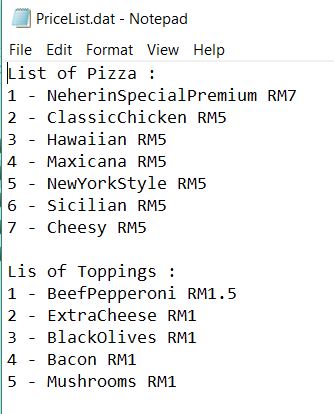 PriceList.dat - Notepad
File Edit Format View Help
List of Pizza :
1 - NeherinSpecialPremium RM7
2 - ClassicChicken RM5
3 - Hawaiian RM5
4 - Maxicana RM5
5 - NewYorkStyle RM5
6 - Sicilian RM5
7 - Cheesy RM5
Lis of Toppings :
1 - BeefPepperoni RM1.5
2 - ExtraCheese RM1
3 - BlackOlives RM1
4 - Bacon RM1
5 - Mushrooms RM1